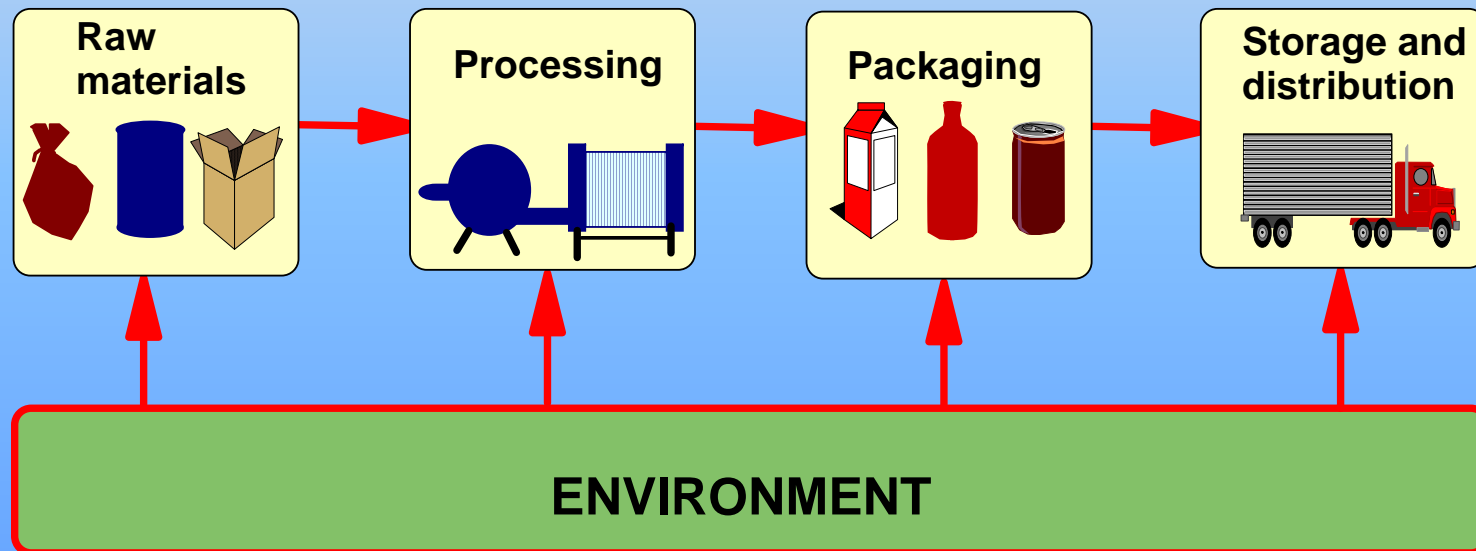 Raw
materials
Processing
Packaging
Storage and
distribution
ENVIRONMENT